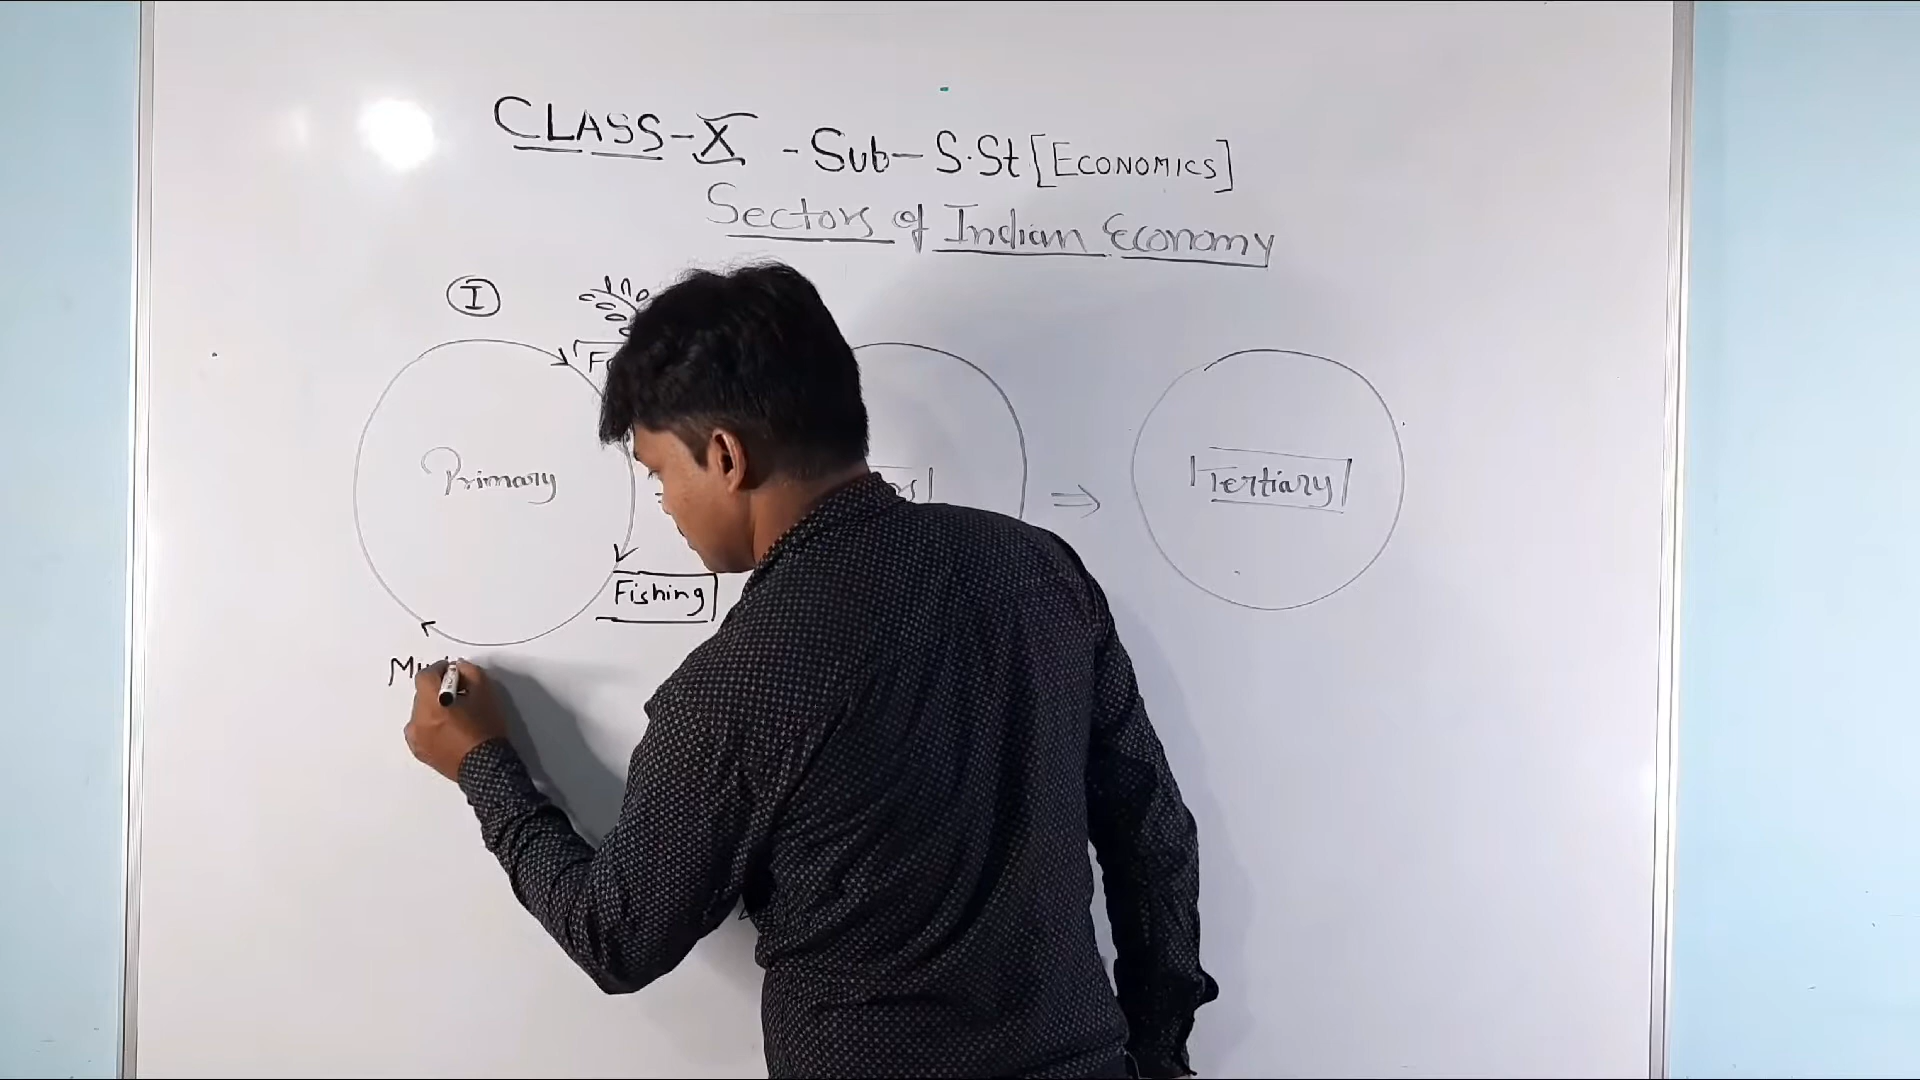 CLASS-X - Sub-S.St [ECONOMICS]
Sectors of Indian Economy
I
Primary
Tertiary
Fishing